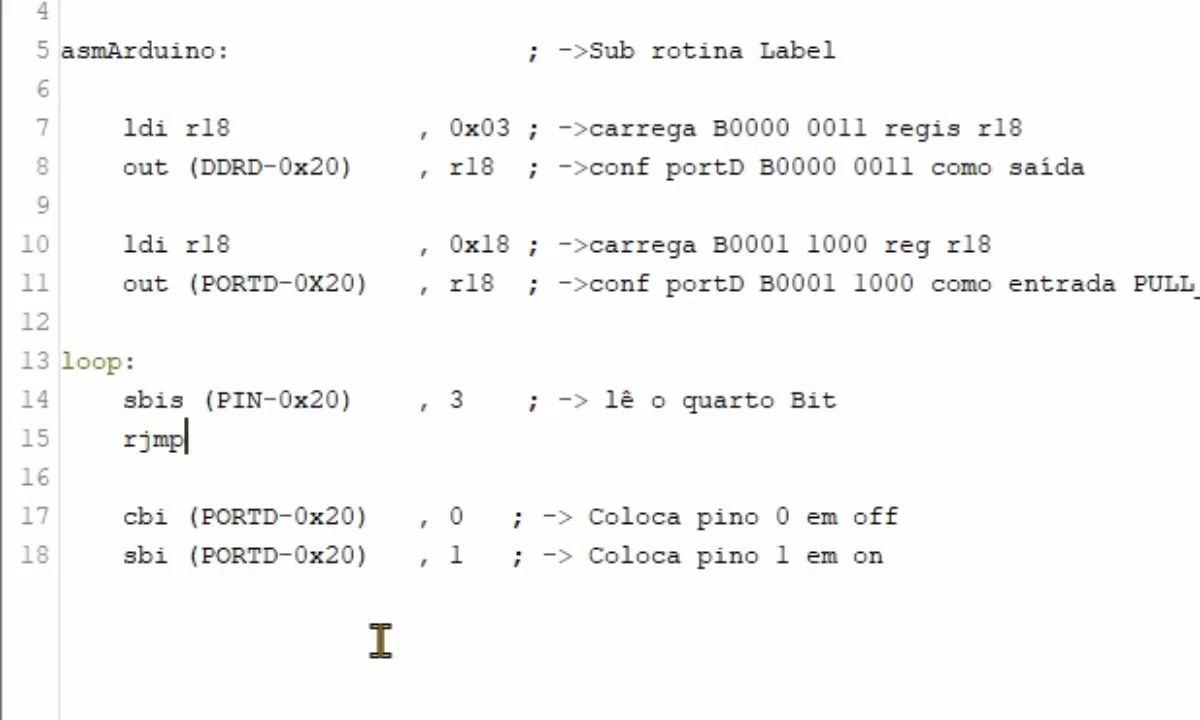 4
5 asmArduino: ; ->Sub rotina Label
6
7 ldi r18 , 0x03 ; ->carrega B0000 0011 regis r18
8 out (DDRD-0x20) , r18 ; ->conf portD B0000 0011 como saída
9
10 ldi r18 , 0x18 ; ->carrega B0001 1000 reg r18
11 out (PORTD-0X20) , r18 ; ->conf portD B0001 1000 como entrada PULL_
12
13 loop:
14 sbis (PIN-0x20) , 3 ; -> lê o quarto Bit
15 rjmp
16
17 cbi (PORTD-0x20) , 0 ; -> Coloca pino 0 em off
18 sbi (PORTD-0x20) , 1 ; -> Coloca pino 1 em on